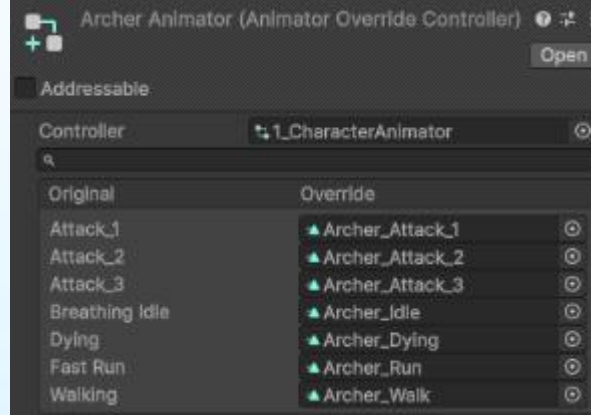 Archer Animator (Animator Override Controller)
Open
Addressable
Controller 1_CharacterAnimator
Original Override
Attack_1 Archer_Attack_1
Attack_2 Archer_Attack_2
Attack_3 Archer_Attack_3
Breathing Idle Archer_Idle
Dying Archer_Dying
Fast Run Archer_Run
Walking Archer_Walk